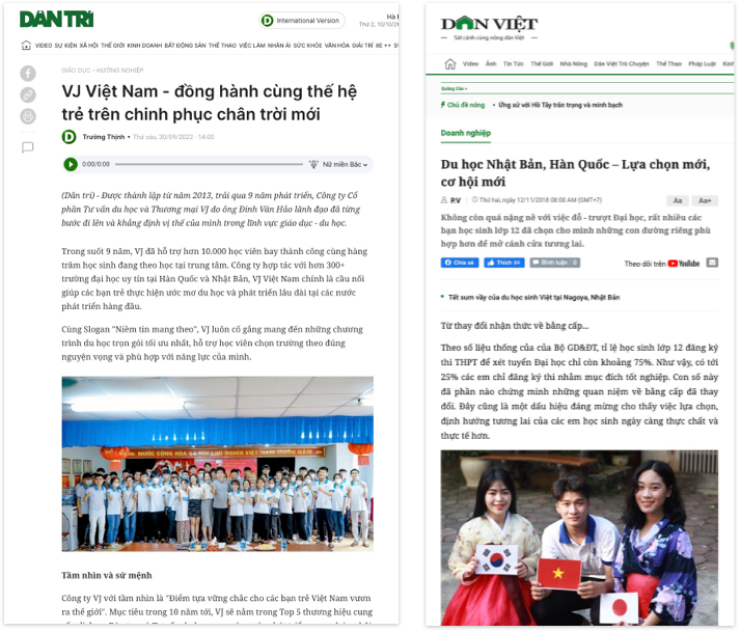 DÂN TRÍ
International Version
VIDEO SỰ KIỆN XÃ HỘI THẾ GIỚI KINH DOANH BẤT ĐỘNG SẢN THỂ THAO VIỆC LÀM NHÂN ÁI SỨC KHỎE VĂN HÓA GIẢI TRÍ XE ++
GIÁO DỤC - HƯỚNG NGHIỆP
VJ Việt Nam - đồng hành cùng thế hệ
trẻ trên chinh phục chân trời mới
Trường Thịnh • Thứ sáu, 30/09/2022 - 14:00
0:00/0:00
Nữ miền Bắc
(Dân trí) - Được thành lập từ năm 2013, trải qua 9 năm phát triển, Công ty Cổ
phần Tư vấn du học và Thương mại VJ do ông Đinh Văn Hảo lãnh đạo đã từng
bước đi lên và khẳng định vị thế của mình trong lĩnh vực giáo dục - du học.
Trong suốt 9 năm, VJ đã hỗ trợ hơn 10.000 học viên bay thành công cùng hàng
trăm học sinh đang theo học tại trung tâm. Công ty hợp tác với hơn 300+
trường đại học uy tín tại Hàn Quốc và Nhật Bản, VJ Việt Nam chính là cầu nối
giúp các bạn trẻ thực hiện ước mơ du học và phát triển lâu dài tại các nước
phát triển hàng đầu.
Cùng Slogan "Niềm tin mang theo", VJ luôn cố gắng mang đến những chương
trình du học trọn gói tối ưu nhất, hỗ trợ học viên chọn trường theo đúng
nguyện vọng và phù hợp với năng lực của mình.
Tầm nhìn và sứ mệnh
Công ty VJ với tầm nhìn là "Điểm tựa vững chắc cho các bạn trẻ Việt Nam vươn
ra thế giới". Mục tiêu trong 10 năm tới, VJ sẽ nằm trong Top 5 thương hiệu cung
DÂN VIỆT
Sát cánh cùng nông dân Việt
Video Ảnh Tin Tức Thế Giới Nhà Nông Dân Việt Trò Chuyện Thể Thao Pháp Luật
Quảng Cáo
Chủ đề nóng • Ứng xử với Hồ Tây trân trọng và minh bạch
Doanh nghiệp
Du học Nhật Bản, Hàn Quốc – Lựa chọn mới,
cơ hội mới
P.V Thứ hai, ngày 12/11/2018 08:00 AM (GMT+7)
Aa Aa+
Không còn quá nặng nề với việc đỗ - trượt Đại học, rất nhiều các
bạn học sinh lớp 12 đã chọn cho mình những con đường riêng phù
hợp hơn để mở cánh cửa tương lai.
Chia sẻ Thích Bình luận 0 Theo dõi trên YouTube
Tết sum vầy của du học sinh Việt tại Nagoya, Nhật Bản
Từ thay đổi nhận thức về bằng cấp...
Theo số liệu thống của của Bộ GD&ĐT, tỉ lệ học sinh lớp 12 đăng ký
thi THPT để xét tuyển Đại học chỉ còn khoảng 75%. Như vậy, có tới
25% các em chỉ đăng ký thi nhằm mục đích tốt nghiệp. Con số này
đã phần nào chứng minh những quan niệm về bằng cấp đã thay
đổi. Đây cũng là một dấu hiệu đáng mừng cho thấy việc lựa chọn,
định hướng tương lai của các em học sinh ngày càng thực chất và
thực tế hơn.